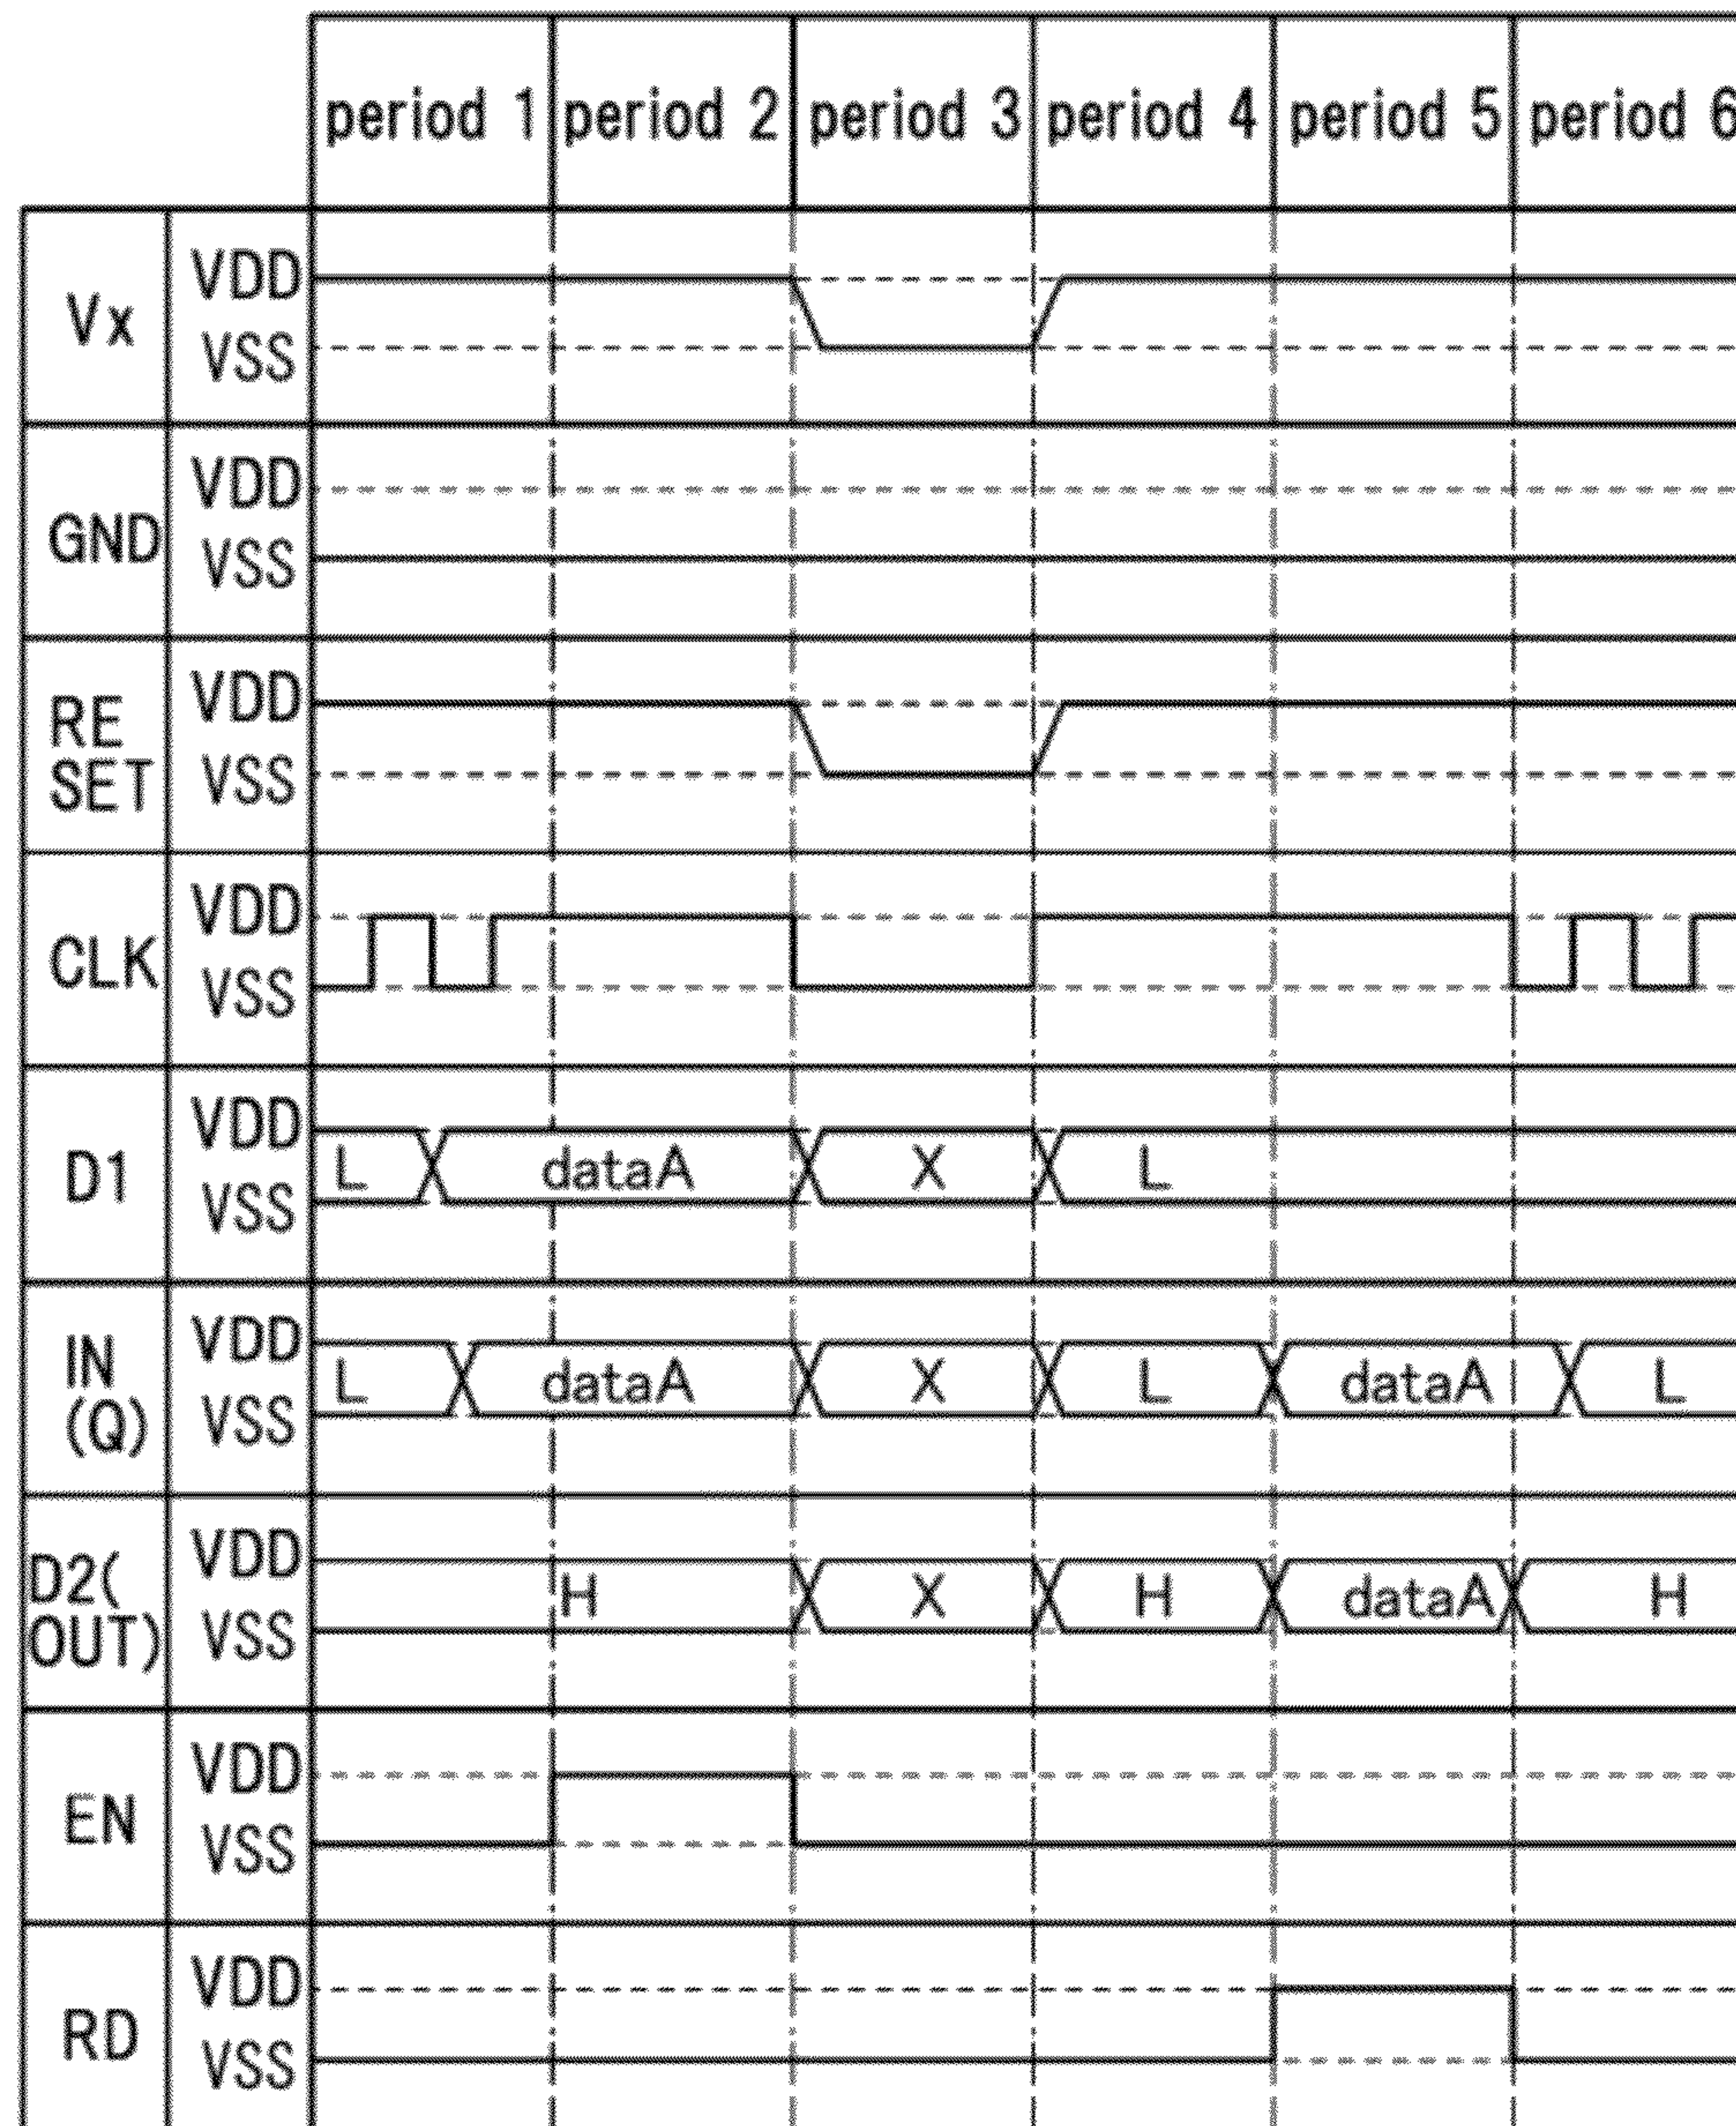 period 1 period 2 period 3 period 4 period 5 period 6
Vx
VDD
VSS
GND
VDD
VSS
RE
SET
VDD
VSS
CLK
VDD
VSS
D1
VDD
VSS
L dataA X L
IN
(Q)
VDD
VSS
L dataA X L dataA L
D2(
OUT)
VDD
VSS
H X H dataA H
EN
VDD
VSS
RD
VDD
VSS